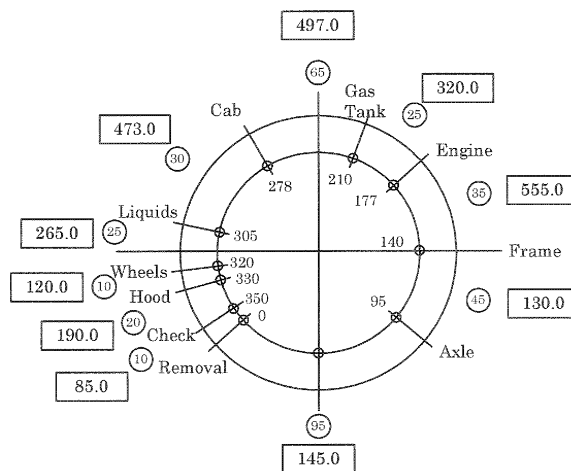 497.0
65
Gas
Tank
320.0
25
Cab
473.0
30
Engine
278
210
177
35
555.0
Liquids
265.0
25
305
140
Frame
Wheels
320
120.0
10
Hood
330
45
130.0
190.0
20
Check
350
0
95
Axle
10
Removal
85.0
95
145.0